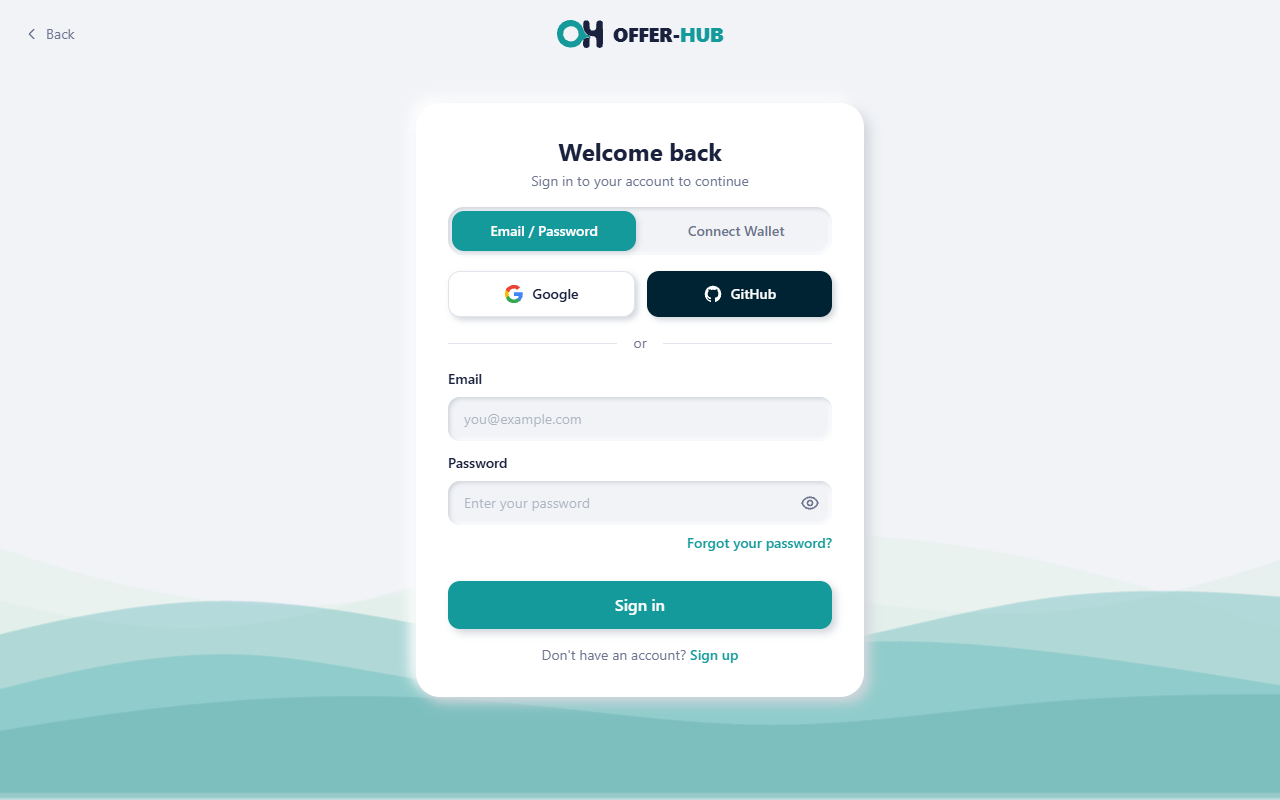 Back
OFFER-HUB
Welcome back
Sign in to your account to continue
Email / Password
Connect Wallet
Google
GitHub
or
Email
you@example.com
Password
Enter your password
Forgot your password?
Sign in
Don't have an account? Sign up